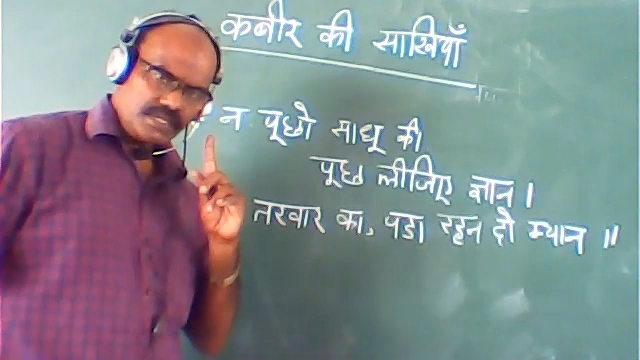 कबीर की साखियाँ
न पूछो साधू की
पूछ लीजिए ज्ञान।
तरवार का, पडा रहन दो म्यान ॥